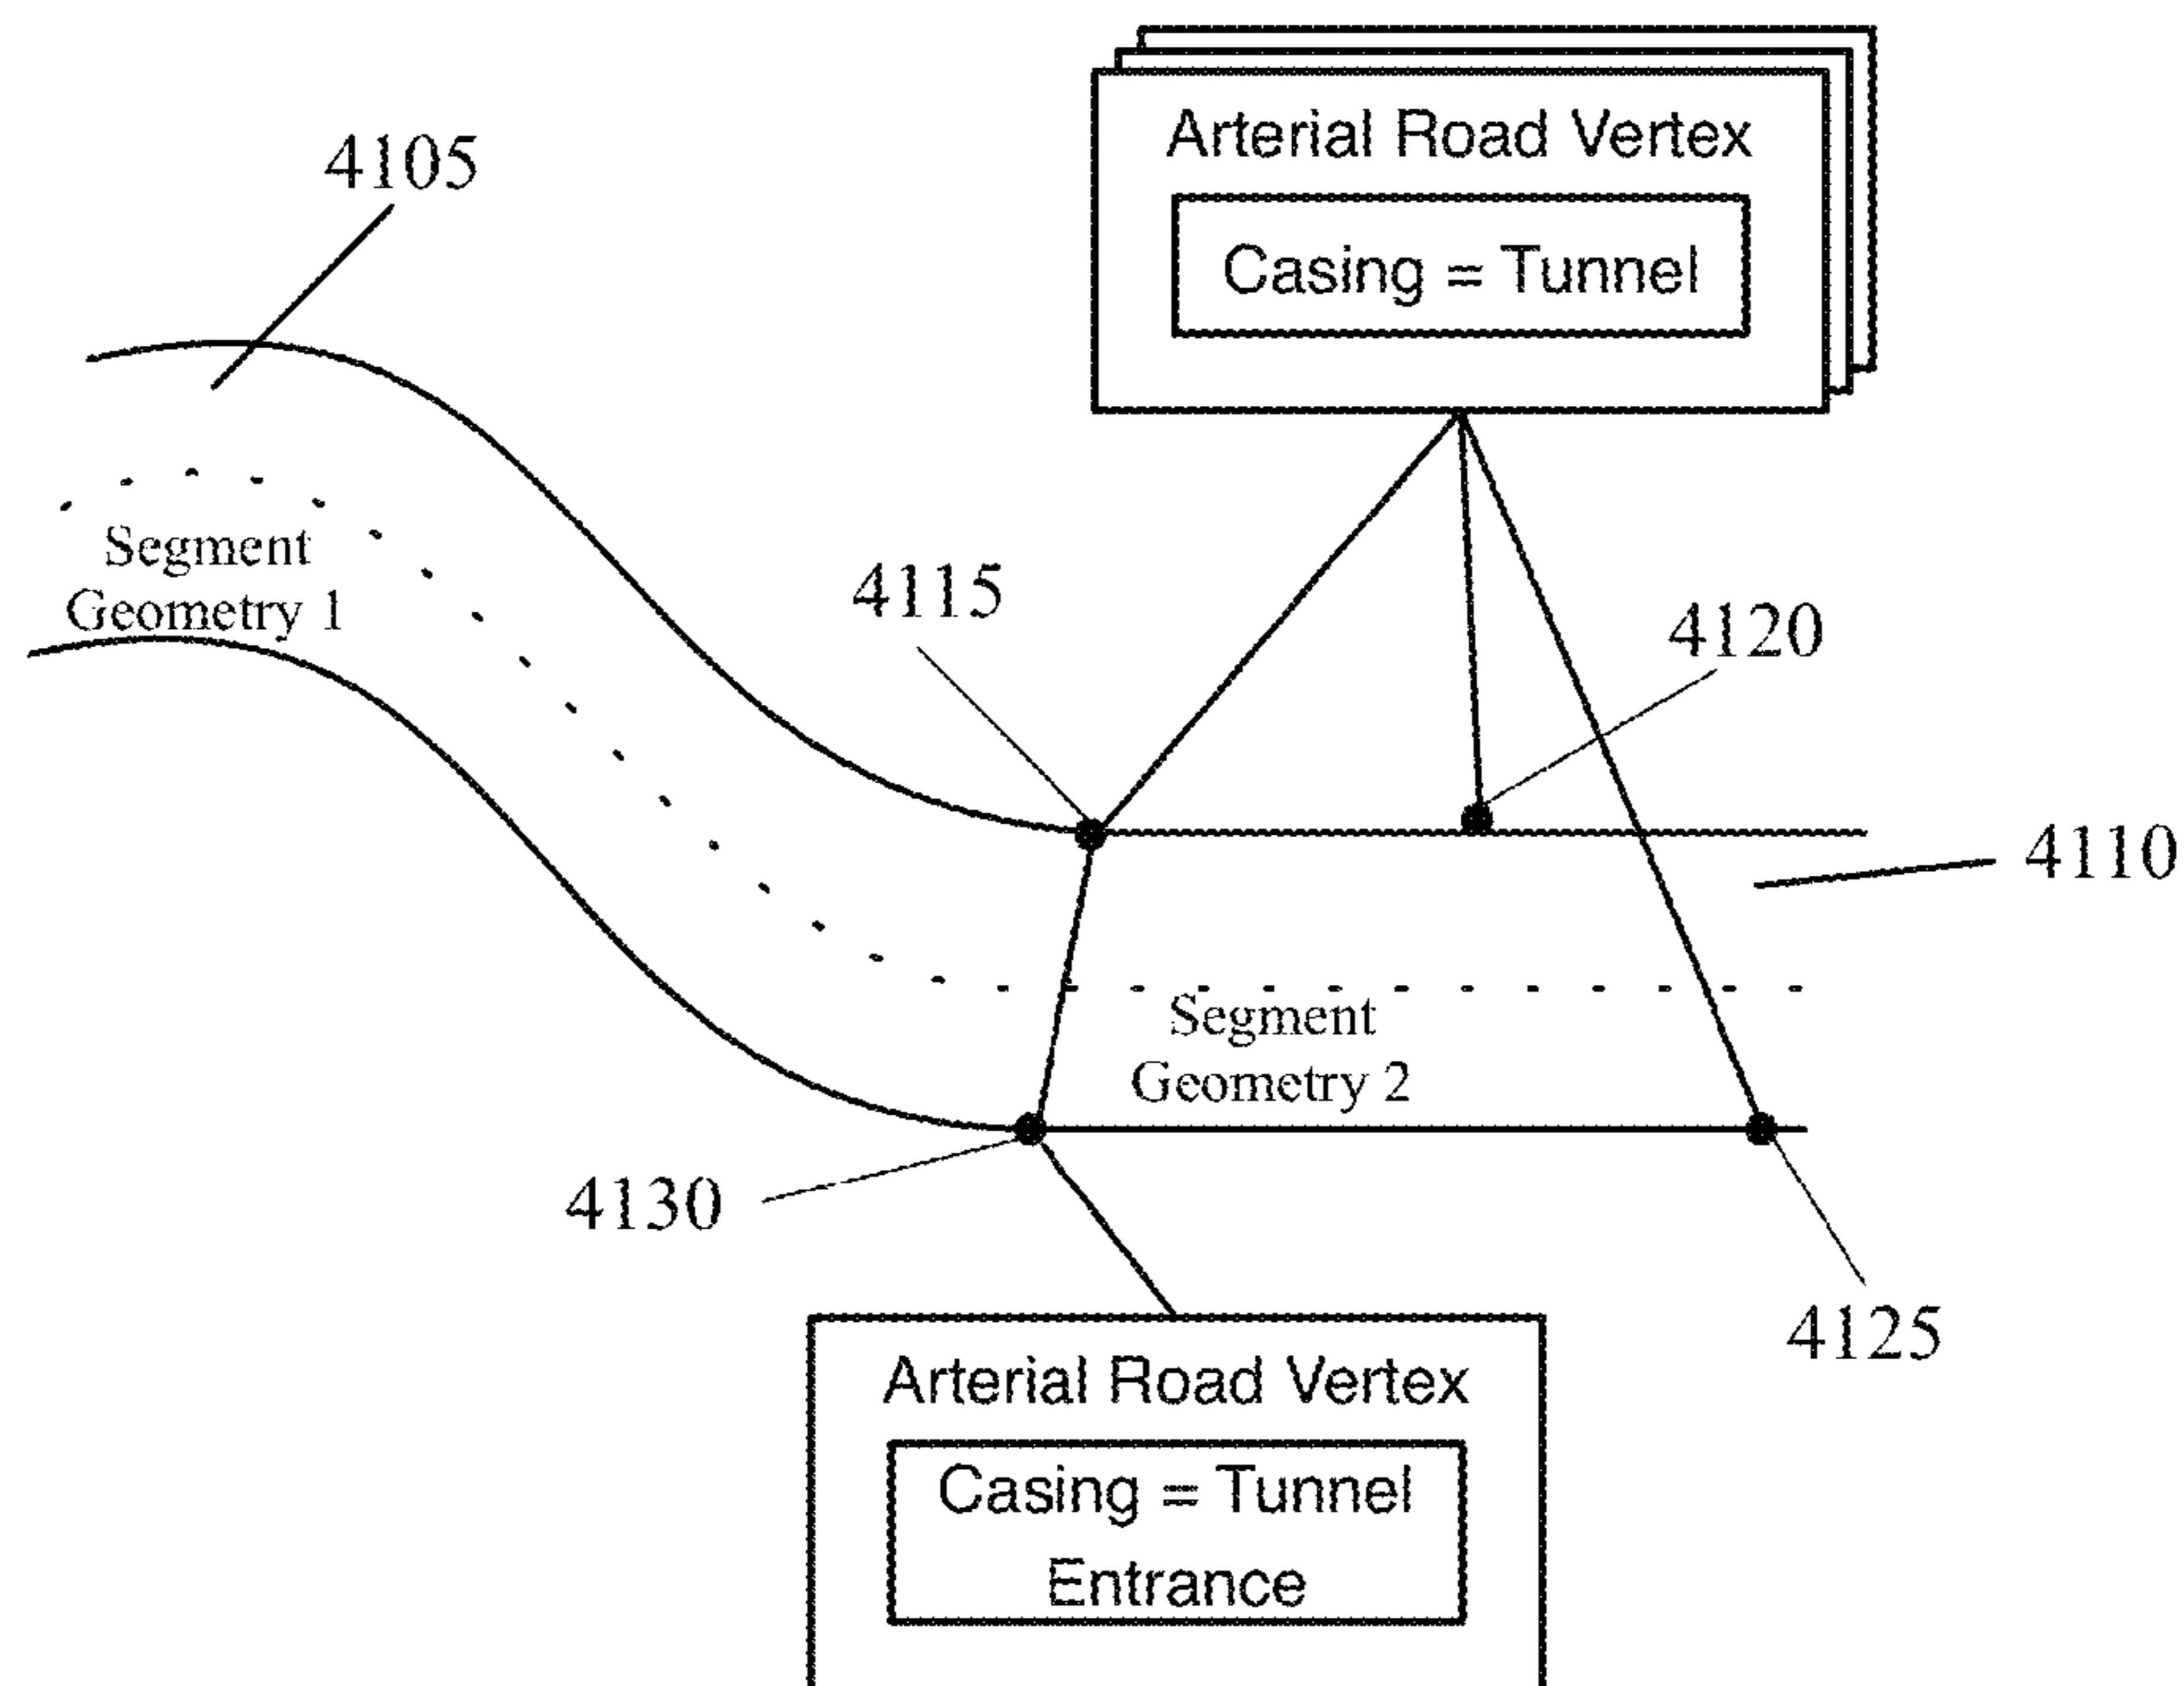 Arterial Road Vertex
Casing = Tunnel
4105
Segment
Geometry 1
4115
4120
4110
Segment
Geometry 2
4130
4125
Arterial Road Vertex
Casing = Tunnel
Entrance